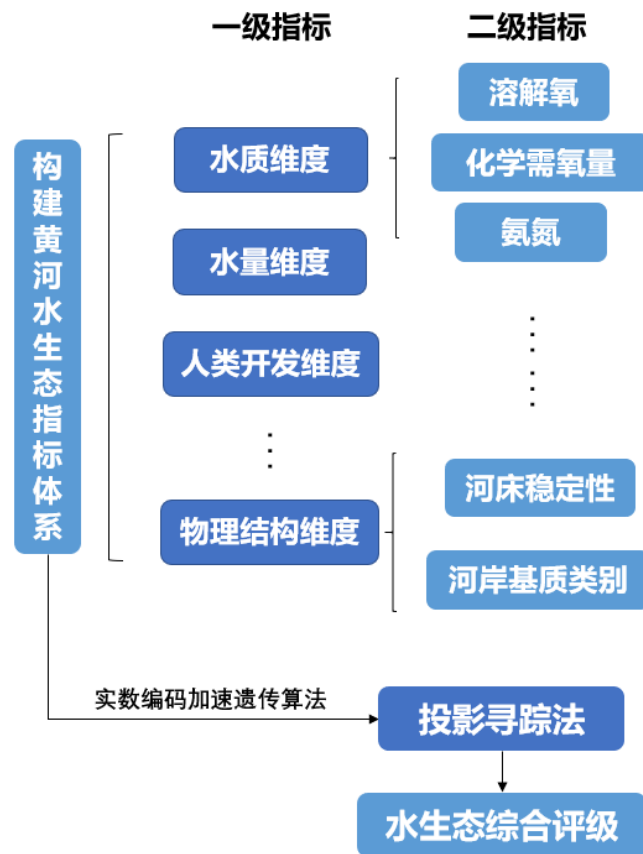 一级指标
二级指标
构建黄河水生态指标体系
水质维度
水量维度
人类开发维度
...
物理结构维度
溶解氧
化学需氧量
氨氮
... ...
河床稳定性
河岸基质类别
实数编码加速遗传算法
投影寻踪法
水生态综合评级